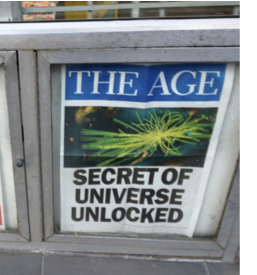 THE AGE
SECRET OF
UNIVERSE
UNLOCKED